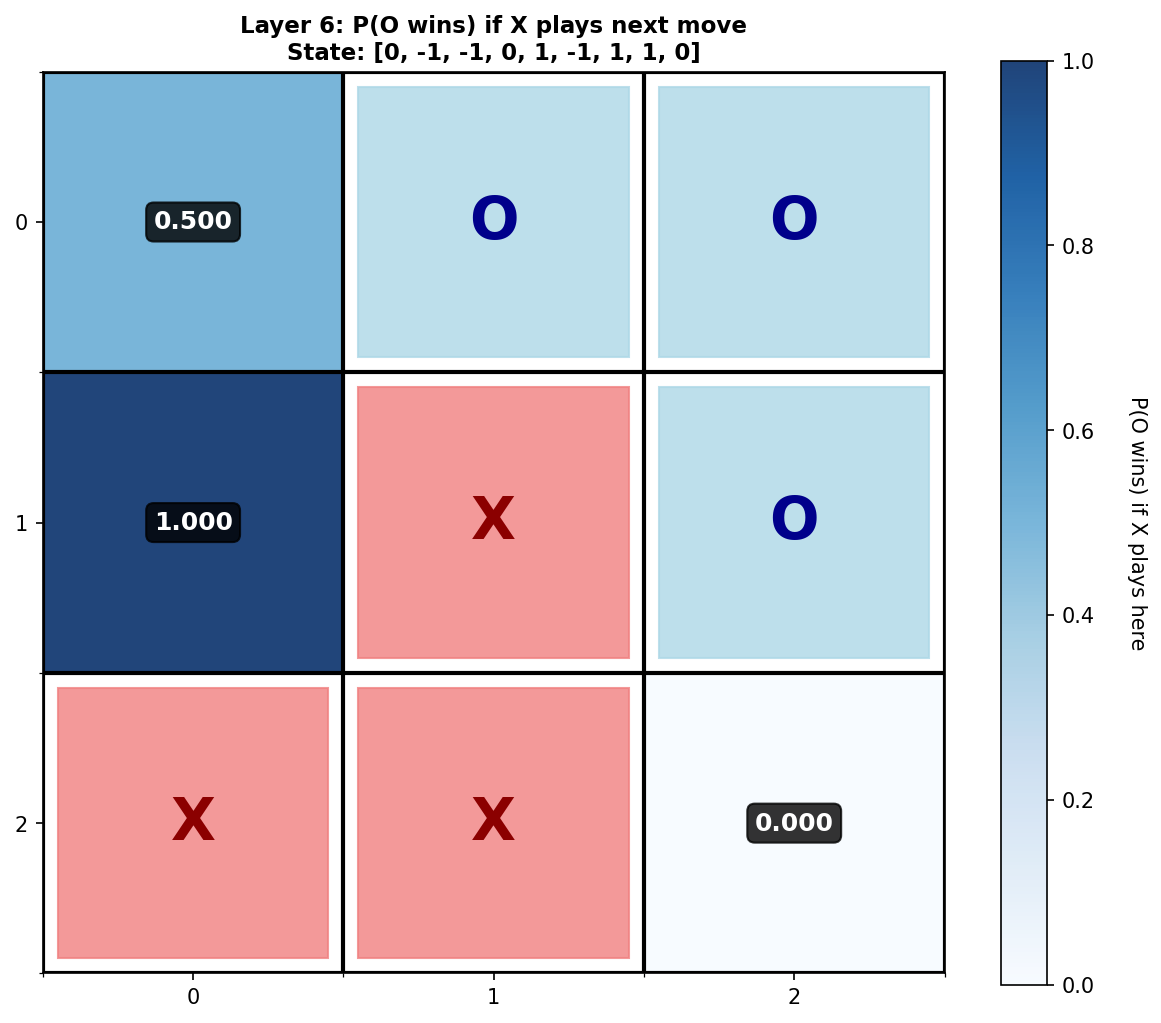 Layer 6: P(O wins) if X plays next move
State: [0, -1, -1, 0, 1, -1, 1, 1, 0]
0
0.500
O
O
1
1.000
X
O
2
X
X
0.000
0
1
2
1.0
0.8
0.6
0.4
0.2
0.0
P(O wins) if X plays here